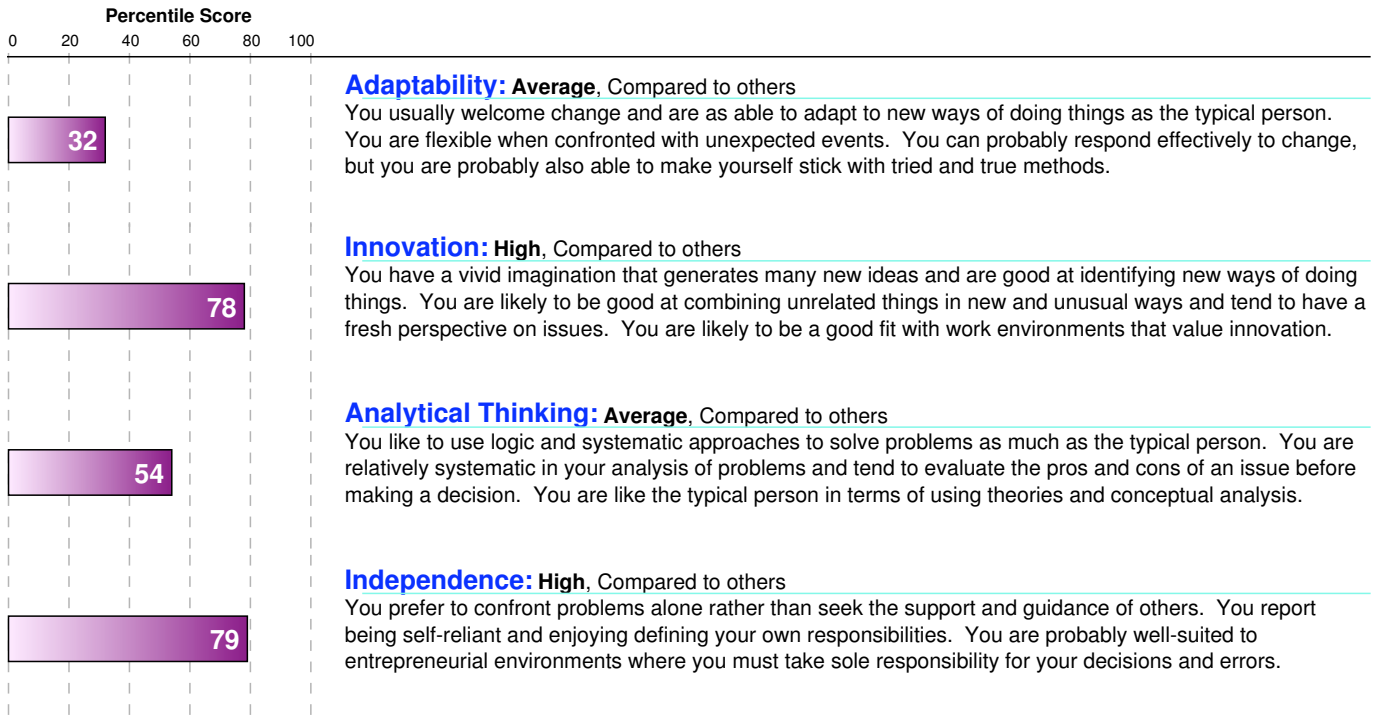 Percentile Score
0 20 40 60 80 100
Adaptability: Average, Compared to others
You usually welcome change and are as able to adapt to new ways of doing things as the typical person.
You are flexible when confronted with unexpected events.  You can probably respond effectively to change,
but you are probably also able to make yourself stick with tried and true methods.
32
Innovation: High, Compared to others
You have a vivid imagination that generates many new ideas and are good at identifying new ways of doing
things.  You are likely to be good at combining unrelated things in new and unusual ways and tend to have a
fresh perspective on issues.  You are likely to be a good fit with work environments that value innovation.
78
Analytical Thinking: Average, Compared to others
You like to use logic and systematic approaches to solve problems as much as the typical person.  You are
relatively systematic in your analysis of problems and tend to evaluate the pros and cons of an issue before
making a decision.  You are like the typical person in terms of using theories and conceptual analysis.
54
Independence: High, Compared to others
You prefer to confront problems alone rather than seek the support and guidance of others.  You report
being self-reliant and enjoying defining your own responsibilities.  You are probably well-suited to
entrepreneurial environments where you must take sole responsibility for your decisions and errors.
79